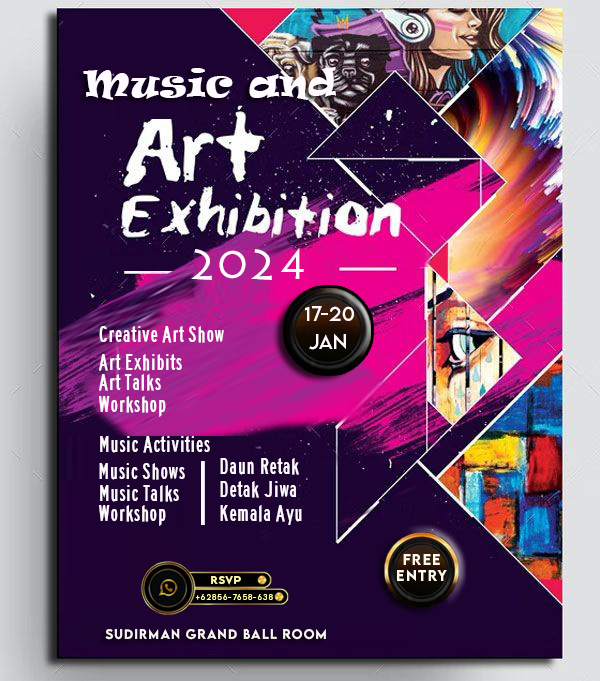 Music and
Art
Exhibition
2024
17-20
JAN
Creative Art Show
Art Exhibits
Art Talks
Workshop
Music Activities
Music Shows
Music Talks
Workshop
Daun Retak
Detak Jiwa
Kemala Ayu
FREE
ENTRY
RSVP
+62856-7658-638
SUDIRMAN GRAND BALL ROOM